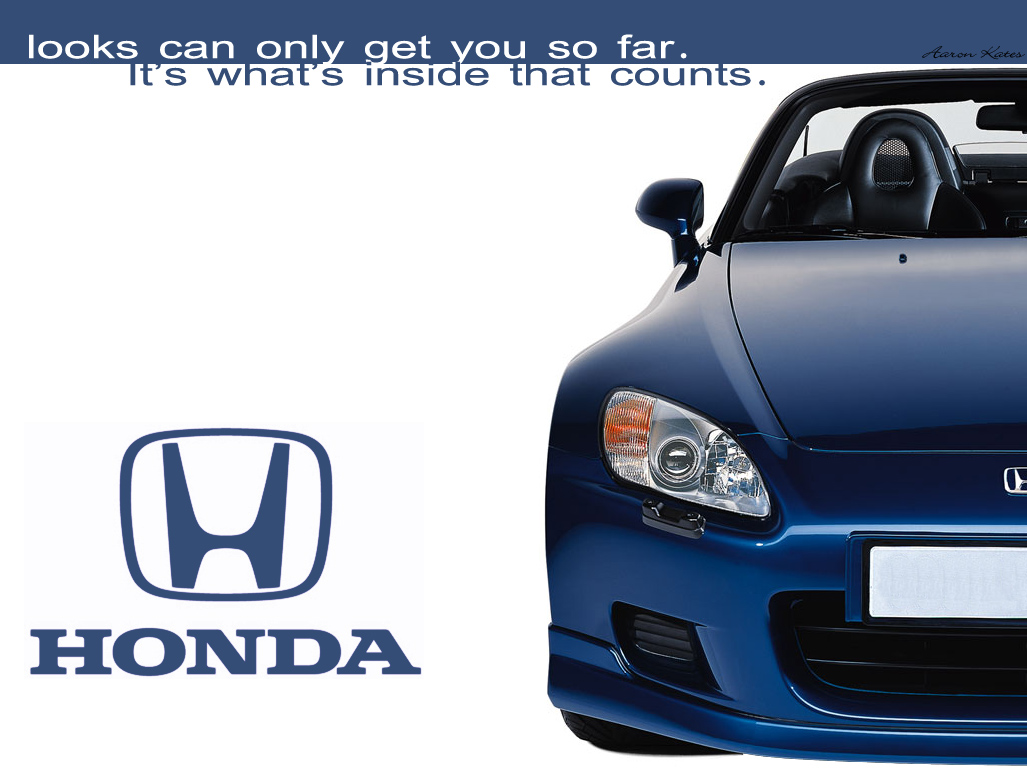 looks can only get you so far.
Aaron Kates
It's what's inside that counts.
HONDA